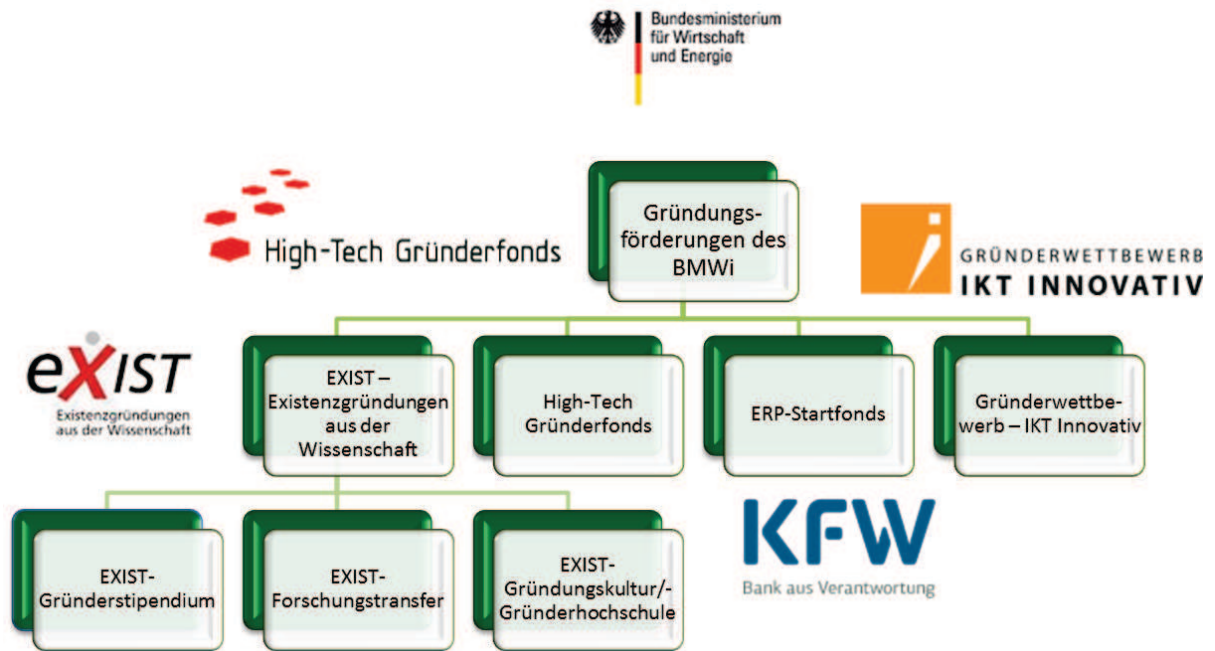 Bundesministerium
für Wirtschaft
und Energie
High-Tech Gründerfonds
Gründungs-
förderungen des
BMWi
GRÜNDERWETTBEWERB
IKT INNOVATIV
eXIST
Existenzgründungen
aus der Wissenschaft
EXIST –
Existenzgründungen
aus der
Wissenschaft
High-Tech
Gründerfonds
ERP-Startfonds
Gründerwettbe-
werb – IKT Innovativ
EXIST-
Gründerstipendium
EXIST-
Forschungstransfer
EXIST-
Gründungskultur/-
Gründerhochschule
KFW
Bank aus Verantwortung